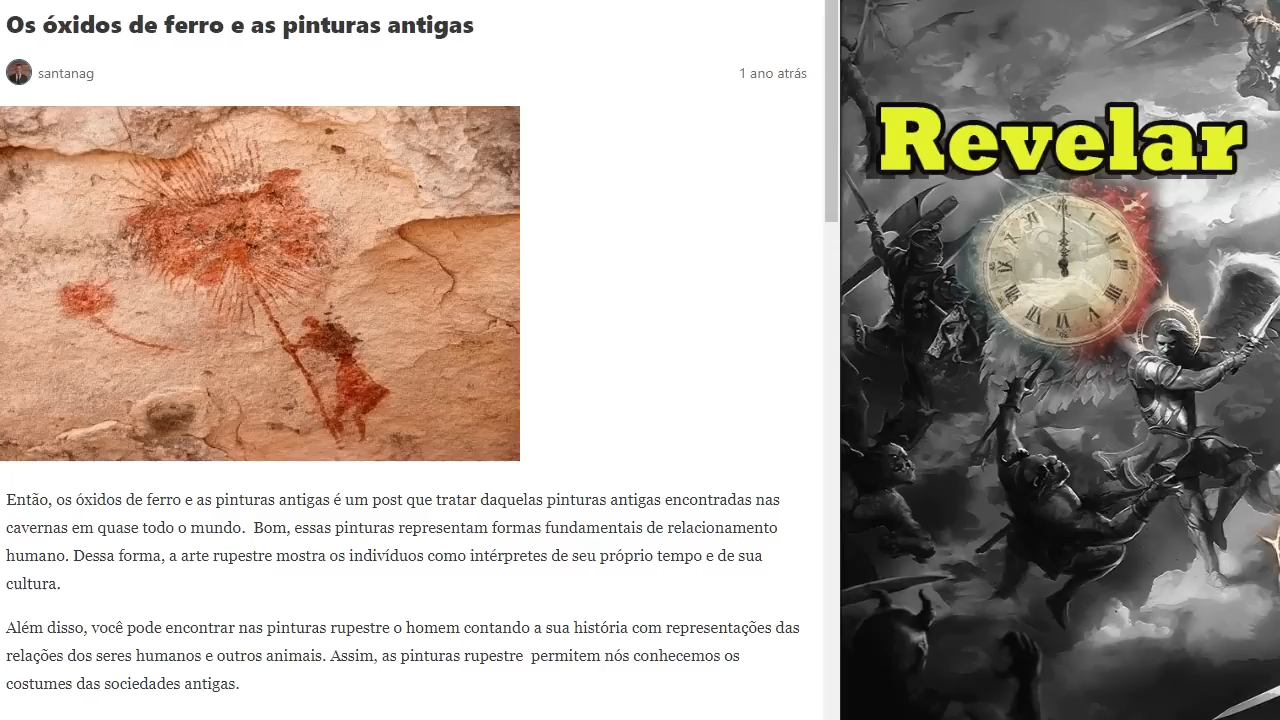 Os óxidos de ferro e as pinturas antigas
santanag
1 ano atrás
Revelar
Então, os óxidos de ferro e as pinturas antigas é um post que tratar daquelas pinturas antigas encontradas nas
cavernas em quase todo o mundo.  Bom, essas pinturas representam formas fundamentais de relacionamento
humano. Dessa forma, a arte rupestre mostra os indivíduos como intérpretes de seu próprio tempo e de sua
cultura.
Além disso, você pode encontrar nas pinturas rupestre o homem contando a sua história com representações das
relações dos seres humanos e outros animais. Assim, as pinturas rupestre  permitem nós conhecemos os
costumes das sociedades antigas.